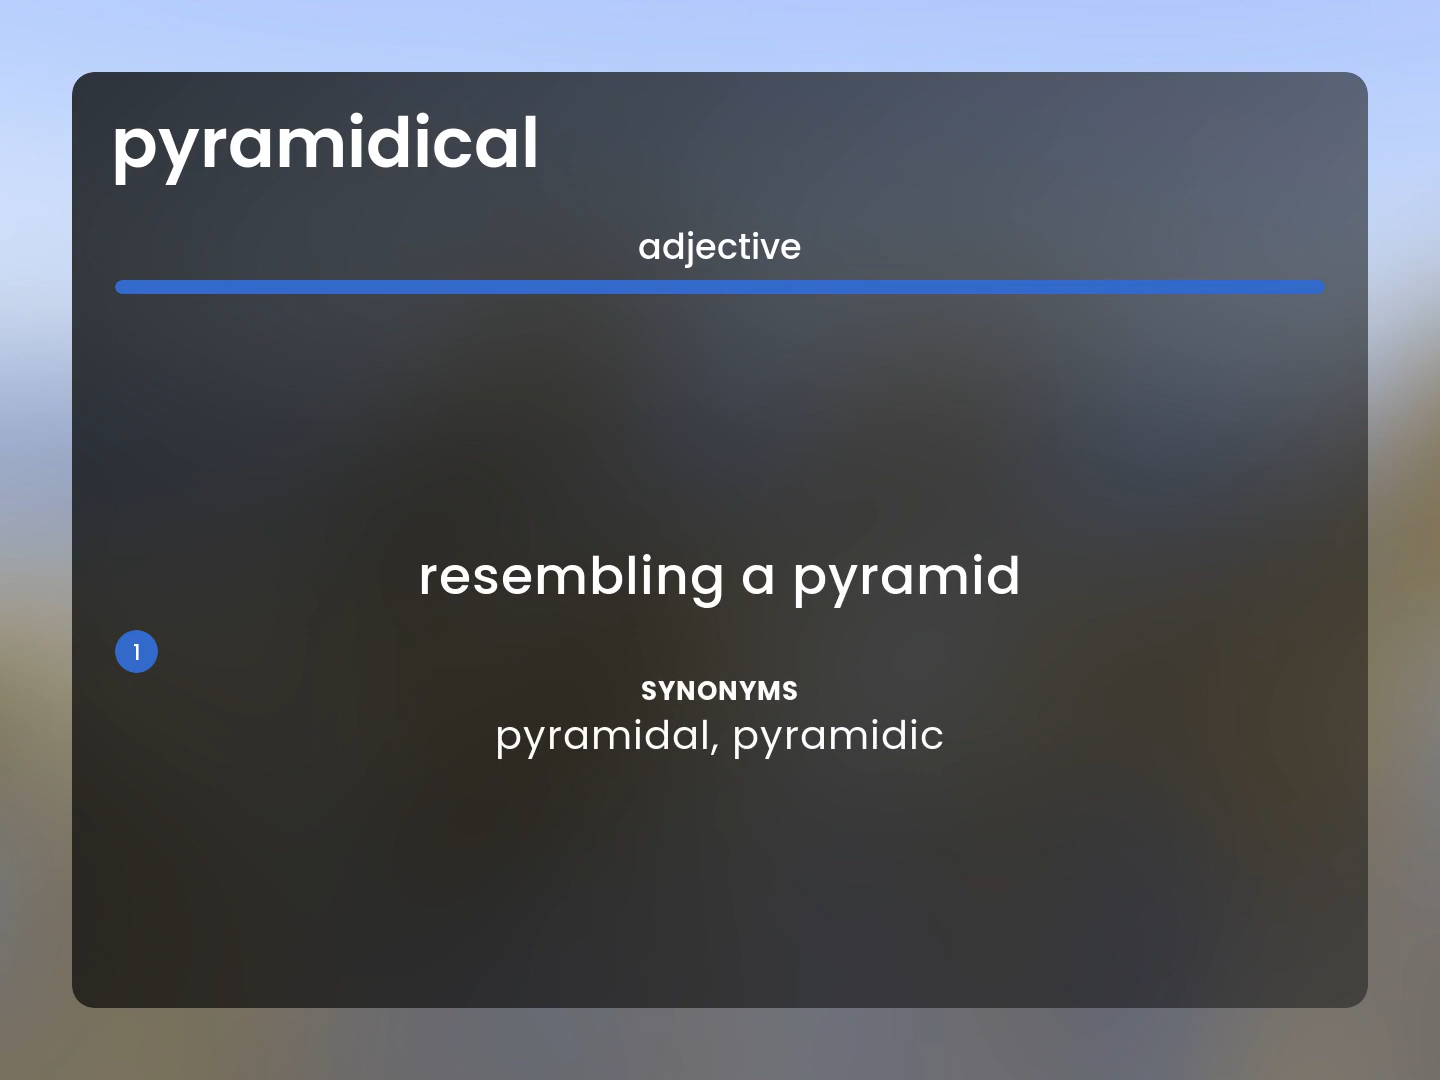 pyramidical
adjective
resembling a pyramid
1
SYNONYMS
pyramidal, pyramidic